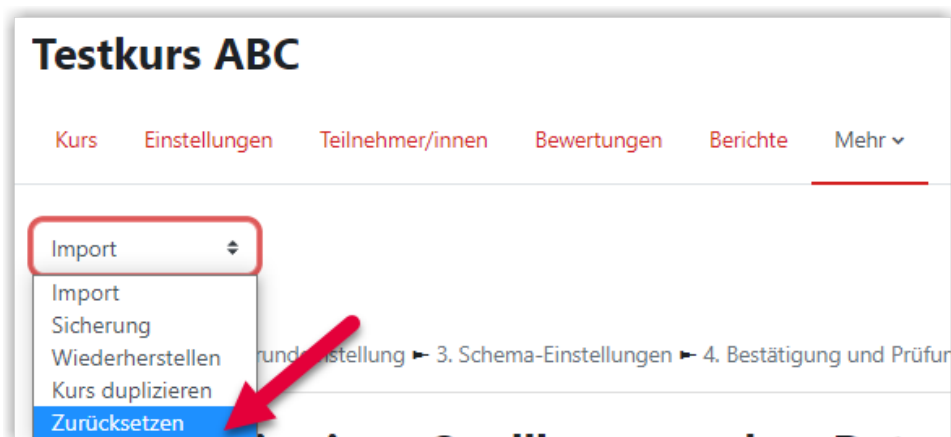 Testkurs ABC
Kurs Einstellungen Teilnehmer/innen Bewertungen Berichte Mehr
Import
Import
Sicherung
Wiederherstellen
Kurs duplizieren
Zurücksetzen
3. Schema-Einstellungen ► 4. Bestätigung und Prüfun